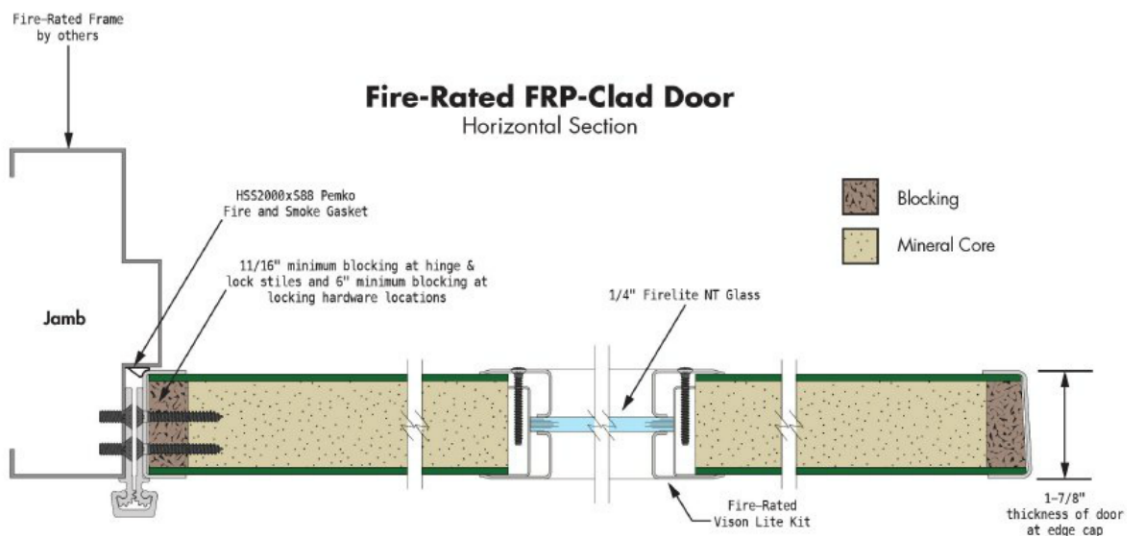 Fire-Rated Frame
by others
Fire-Rated FRP-Clad Door
Horizontal Section
HSS2000xS88 Pemko
Fire and Smoke Gasket
Blocking
Mineral Core
11/16" minimum blocking at hinge &
lock stiles and 6" minimum blocking at
locking hardware locations
1/4" Firelite NT Glass
Jamb
Fire-Rated
Vison Lite Kit
1-7/8"
thickness of door
at edge cap